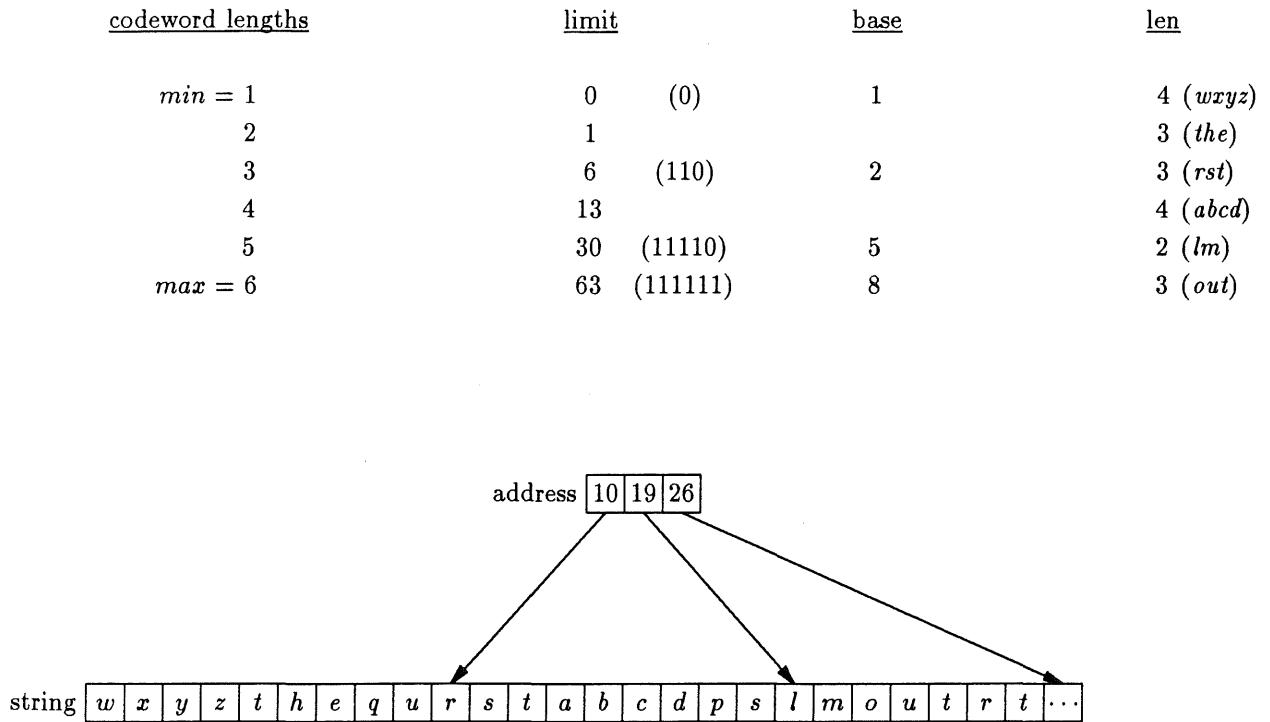 codeword lengths limit base len
min = 1 0 (0) 1 4 (wxyz)
2 1 3 (the)
3 6 (110) 2 3 (rst)
4 13 4 (abcd)
5 30 (11110) 5 2 (lm)
max = 6 63 (111111) 8 3 (out)
address 10 19 26
string w x y z t h e q u r s t a b c d p s l m o u t r t ...